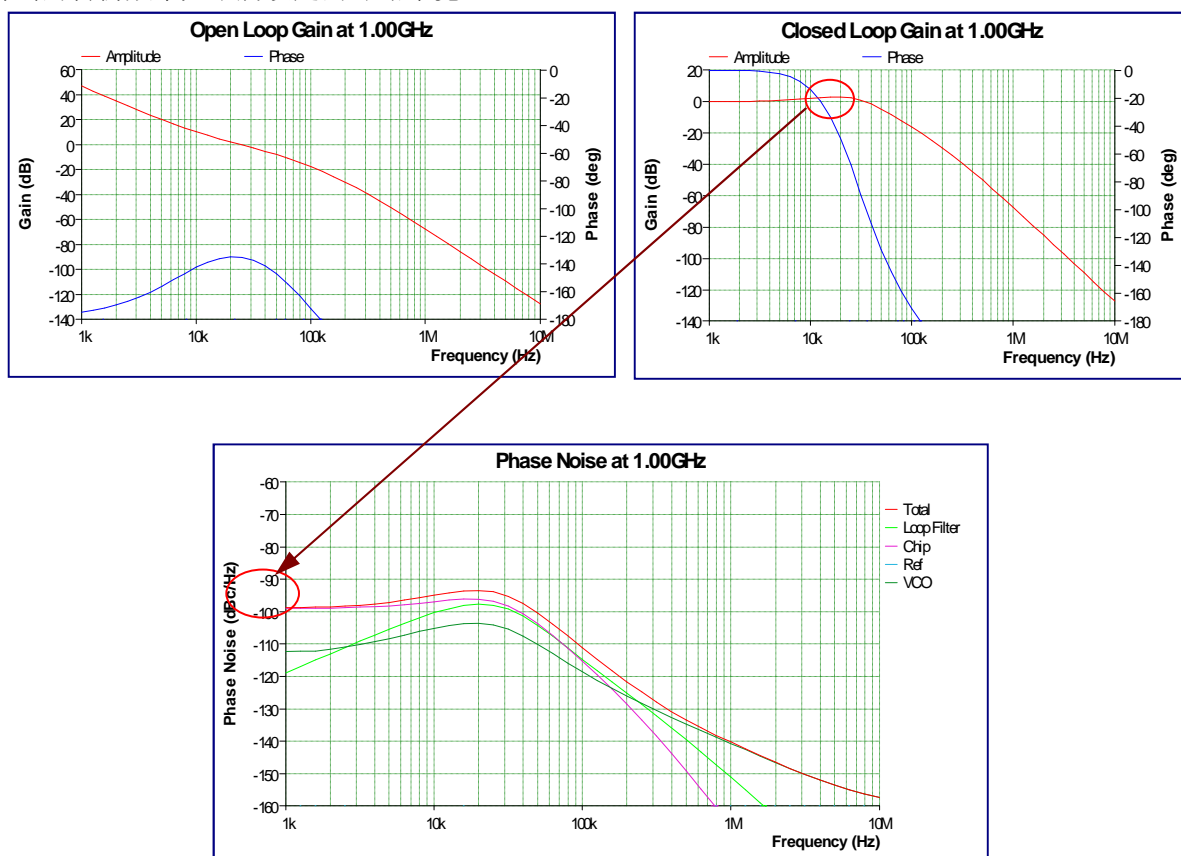 Open Loop Gain at 1.00GHz
Amplitude Phase
60
40
20
0
-20
-40
-60
-80
-100
-120
-140
Gain (dB)
0
-20
-40
-60
-80
-100
-120
-140
-160
-180
Phase (deg)
1k 10k 100k 1M 10M
Frequency (Hz)
Closed Loop Gain at 1.00GHz
Amplitude Phase
20
0
-20
-40
-60
-80
-100
-120
-140
Gain (dB)
0
-20
-40
-60
-80
-100
-120
-140
-160
-180
Phase (deg)
1k 10k 100k 1M 10M
Frequency (Hz)
Phase Noise at 1.00GHz
-60
-70
-80
-90
-100
-110
-120
-130
-140
-150
-160
Phase Noise (dBc/Hz)
Total
Loop Filter
Chip
Ref
VCO
1k 10k 100k 1M 10M
Frequency (Hz)